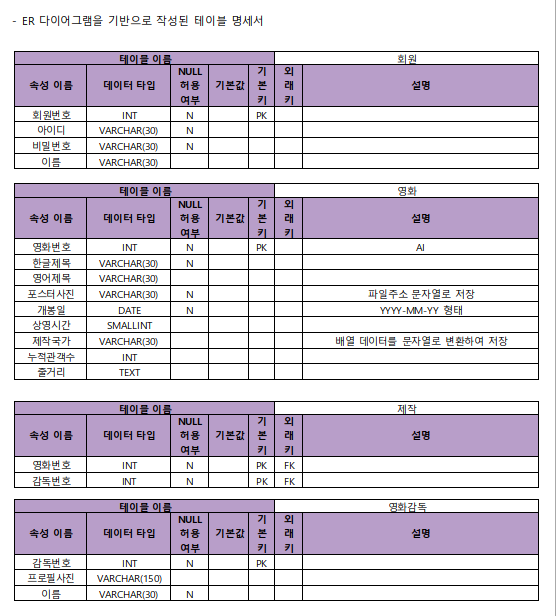 - ER 다이어그램을 기반으로 작성된 테이블 명세서
테이블 이름 회원
속성 이름 데이터 타입 NULL 허용 여부 기본값 기본키 외래키 설명
회원번호 INT N PK
아이디 VARCHAR(30) N
비밀번호 VARCHAR(30) N
이름 VARCHAR(30)
테이블 이름 영화
속성 이름 데이터 타입 NULL 허용 여부 기본값 기본키 외래키 설명
영화번호 INT N PK AI
한글제목 VARCHAR(30) N
영어제목 VARCHAR(30)
포스터사진 VARCHAR(30) N 파일주소 문자열로 저장
개봉일 DATE N YYYY-MM-YY 형태
상영시간 SMALLINT
제작국가 VARCHAR(30) 배열 데이터를 문자열로 변환하여 저장
누적관객수 INT
줄거리 TEXT
테이블 이름 제작
속성 이름 데이터 타입 NULL 허용 여부 기본값 기본키 외래키 설명
영화번호 INT N PK FK
감독번호 INT N PK FK
테이블 이름 영화감독
속성 이름 데이터 타입 NULL 허용 여부 기본값 기본키 외래키 설명
감독번호 INT N PK
프로필사진 VARCHAR(150)
이름 VARCHAR(30) N